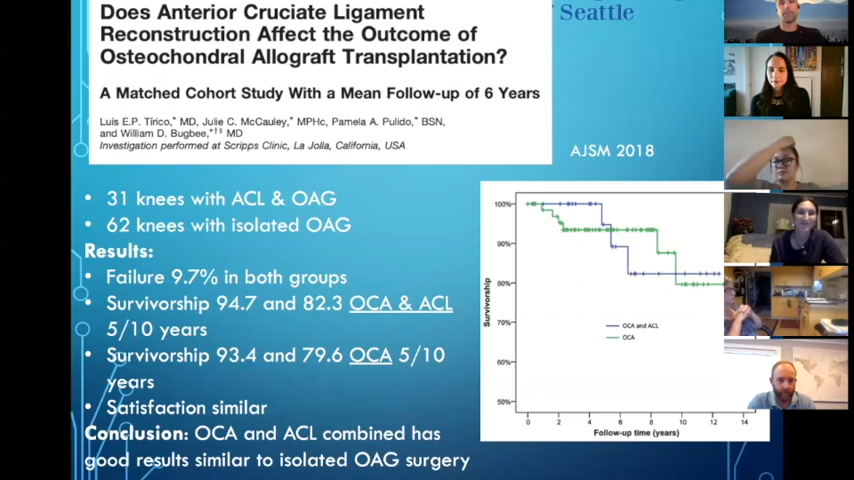 Does Anterior Cruciate Ligament
Reconstruction Affect the Outcome of
Osteochondral Allograft Transplantation?
A Matched Cohort Study With a Mean Follow-up of 6 Years
Luís E.P. Tírico,* MD, Julie C. McCauley,* MPHc, Pamela A. Pulido,* BSN,
and William D. Bugbee,*†‡ MD
Investigation performed at Scripps Clinic, La Jolla, California, USA
Seattle
AJSM 2018
• 31 knees with ACL & OAG
• 62 knees with isolated OAG
Results:
• Failure 9.7% in both groups
• Survivorship 94.7 and 82.3 OCA & ACL
5/10 years
• Survivorship 93.4 and 79.6 OCA 5/10
years
• Satisfaction similar
Conclusion: OCA and ACL combined has
good results similar to isolated OAG surgery
100%
90%
80%
70%
60%
50%
Survivorship
OCA and ACL
OCA
0 2 4 6 8 10 12 14
Follow-up time (years)